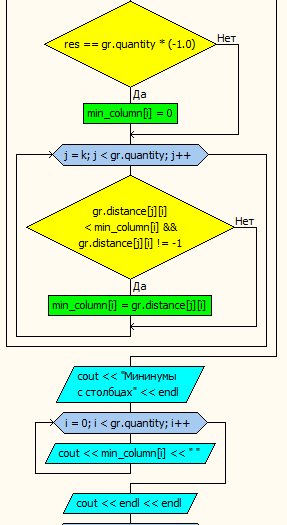 res == gr.quantity * (-1.0)
Нет
Да
min_column[i] = 0
j = k; j < gr.quantity; j++
gr.distance[j][i]
< min_column[i] &&
gr.distance[j][i] != -1
Нет
Да
min_column[i] = gr.distance[j][i]
cout << "Мининумы
с столбцах" << endl
i = 0; i < gr.quantity; i++
cout << min_column[i] << " "
cout << endl << endl